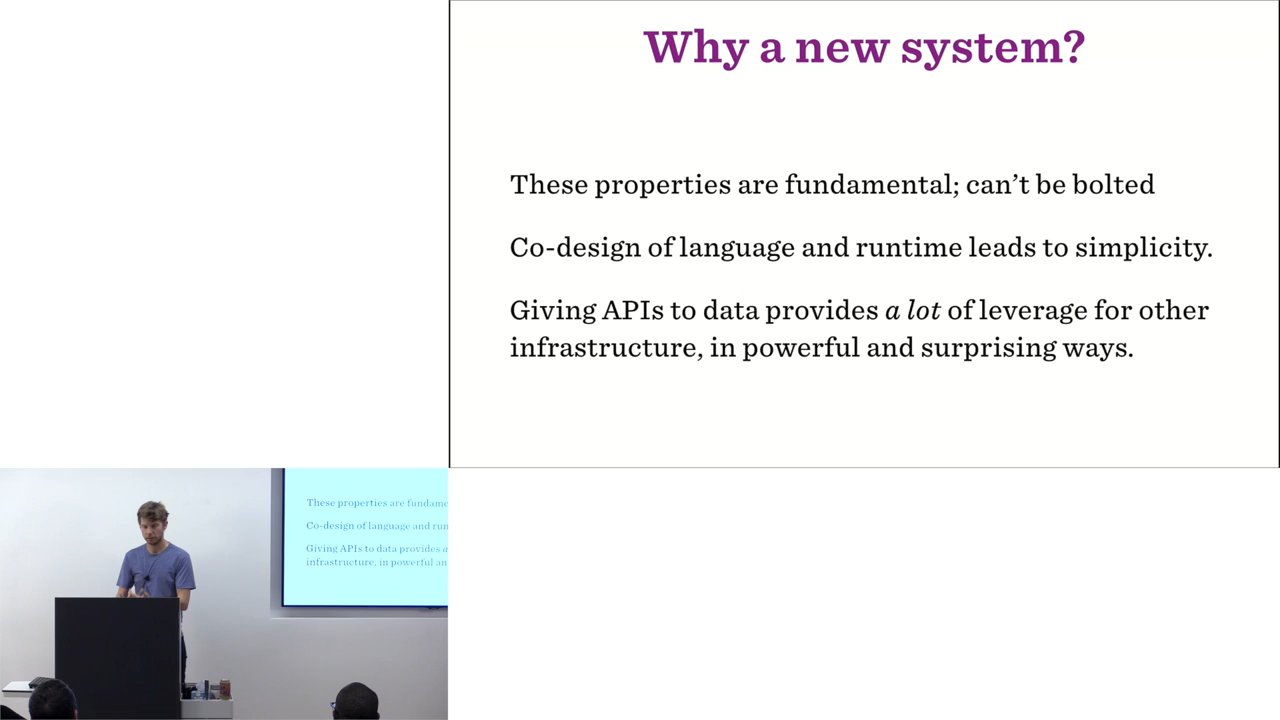 Why a new system?
These properties are fundamental; can’t be bolted
Co-design of language and runtime leads to simplicity.
Giving APIs to data provides a lot of leverage for other
infrastructure, in powerful and surprising ways.
These properties are fundame
Co-design of language and run
Giving APIs to data provides a
infrastructure, in powerful an